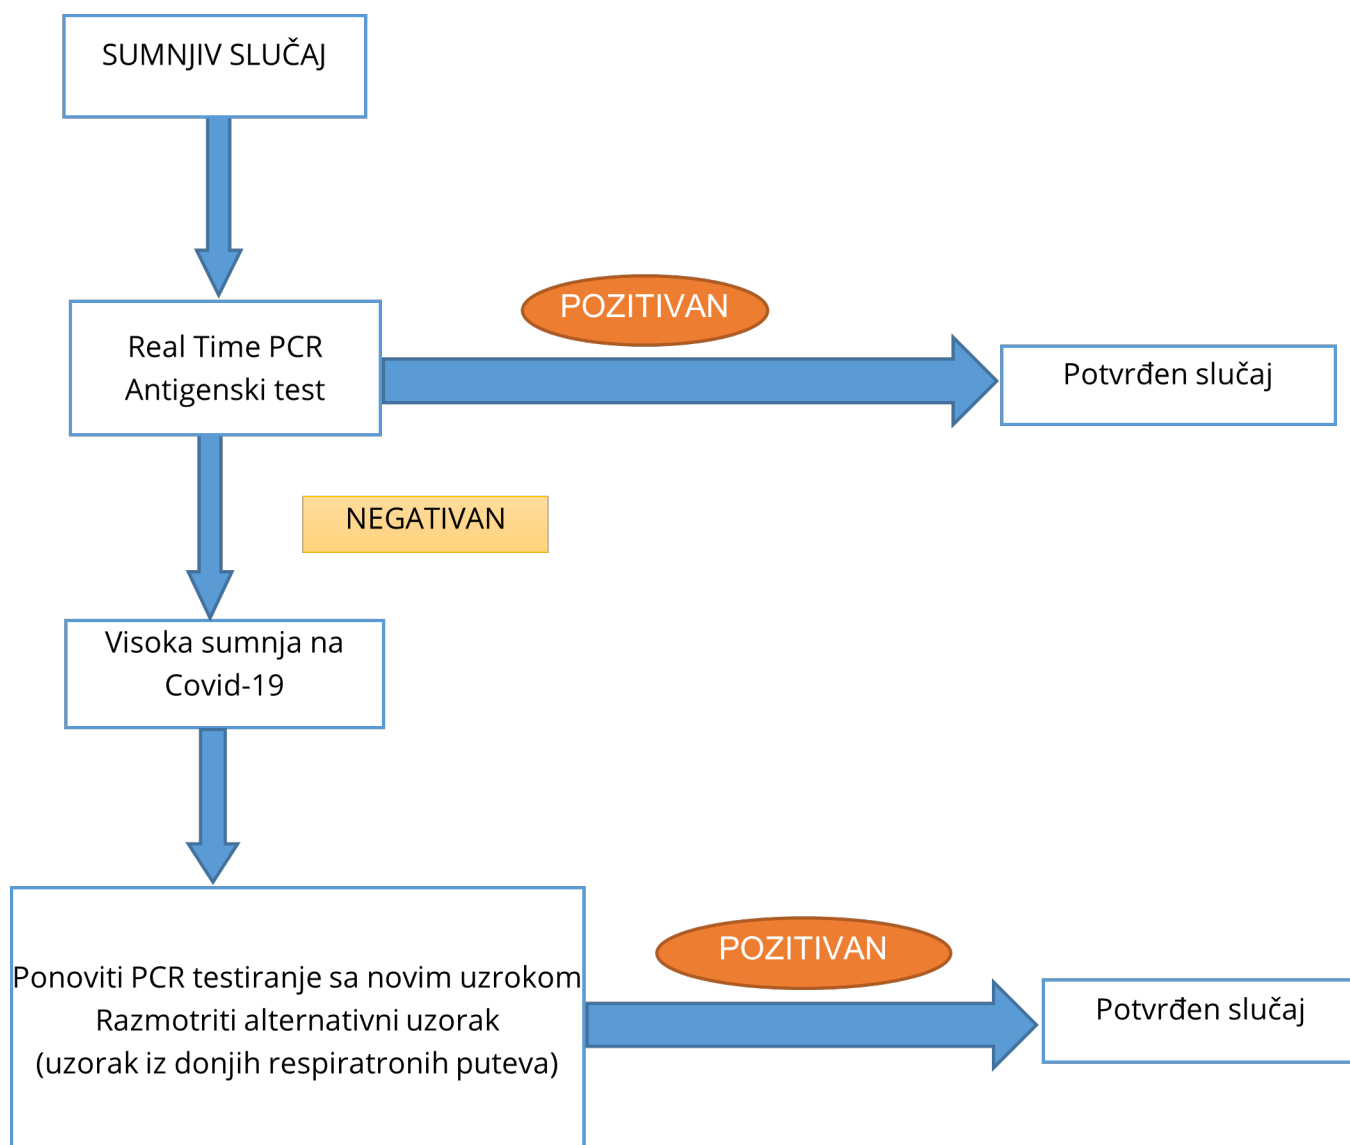 SUMNJIV SLUČAJ
POZITIVAN
Real Time PCR
Antigenski test
Potvrđen slučaj
NEGATIVAN
Visoka sumnja na
Covid-19
POZITIVAN
Ponoviti PCR testiranje sa novim uzrokom
Razmotriti alternativni uzorak
(uzorak iz donjih respiratronih puteva)
Potvrđen slučaj